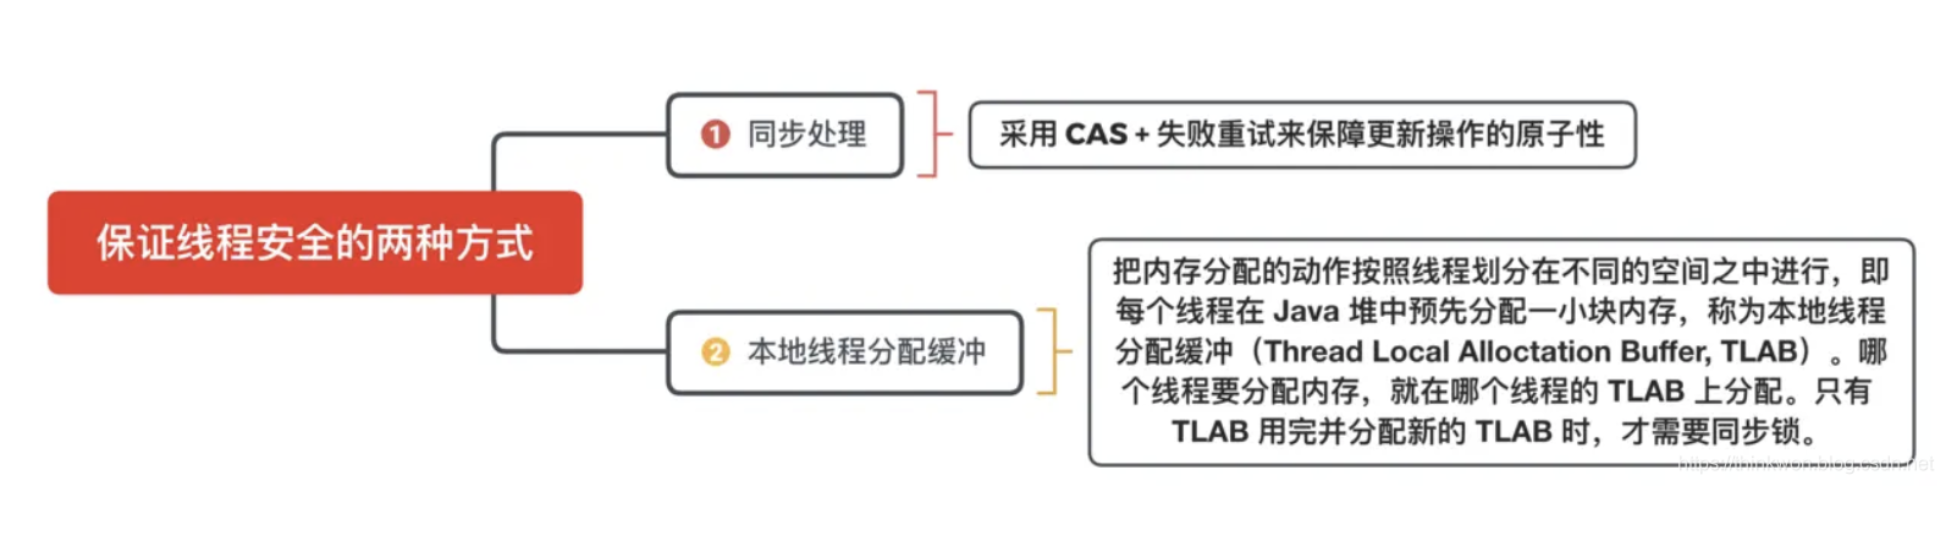 1 同步处理
采用 CAS + 失败重试来保障更新操作的原子性
保证线程安全的两种方式
2 本地线程分配缓冲
把内存分配的动作按照线程划分在不同的空间之中进行，即
每个线程在 Java 堆中预先分配一小块内存，称为本地线程
分配缓冲（Thread Local Alloctation Buffer, TLAB）。哪
个线程要分配内存，就在哪个线程的 TLAB 上分配。只有
TLAB 用完并分配新的 TLAB 时，才需要同步锁。
https://thinkwon.blog.csdn.net